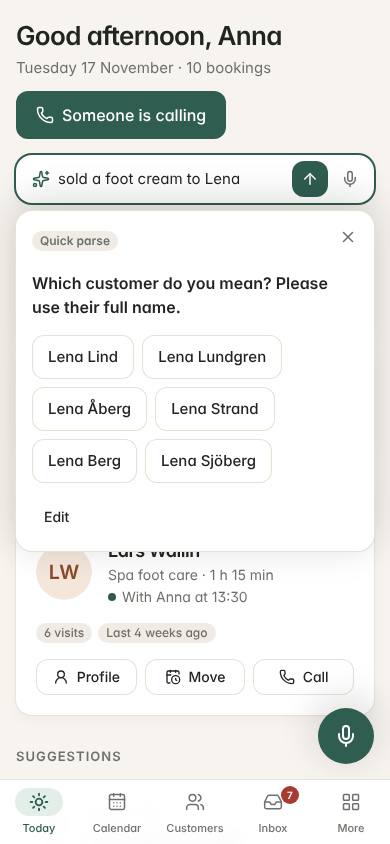 Good afternoon, Anna
Tuesday 17 November · 10 bookings
Someone is calling
sold a foot cream to Lena
Quick parse
Which customer do you mean? Please
use their full name.
Lena Lind
Lena Lundgren
Lena Åberg
Lena Strand
Lena Berg
Lena Sjöberg
Edit
Lars Wallin
LW
Spa foot care · 1 h 15 min
With Anna at 13:30
6 visits
Last 4 weeks ago
Profile
Move
Call
SUGGESTIONS
7
Today
Calendar
Customers
Inbox
More